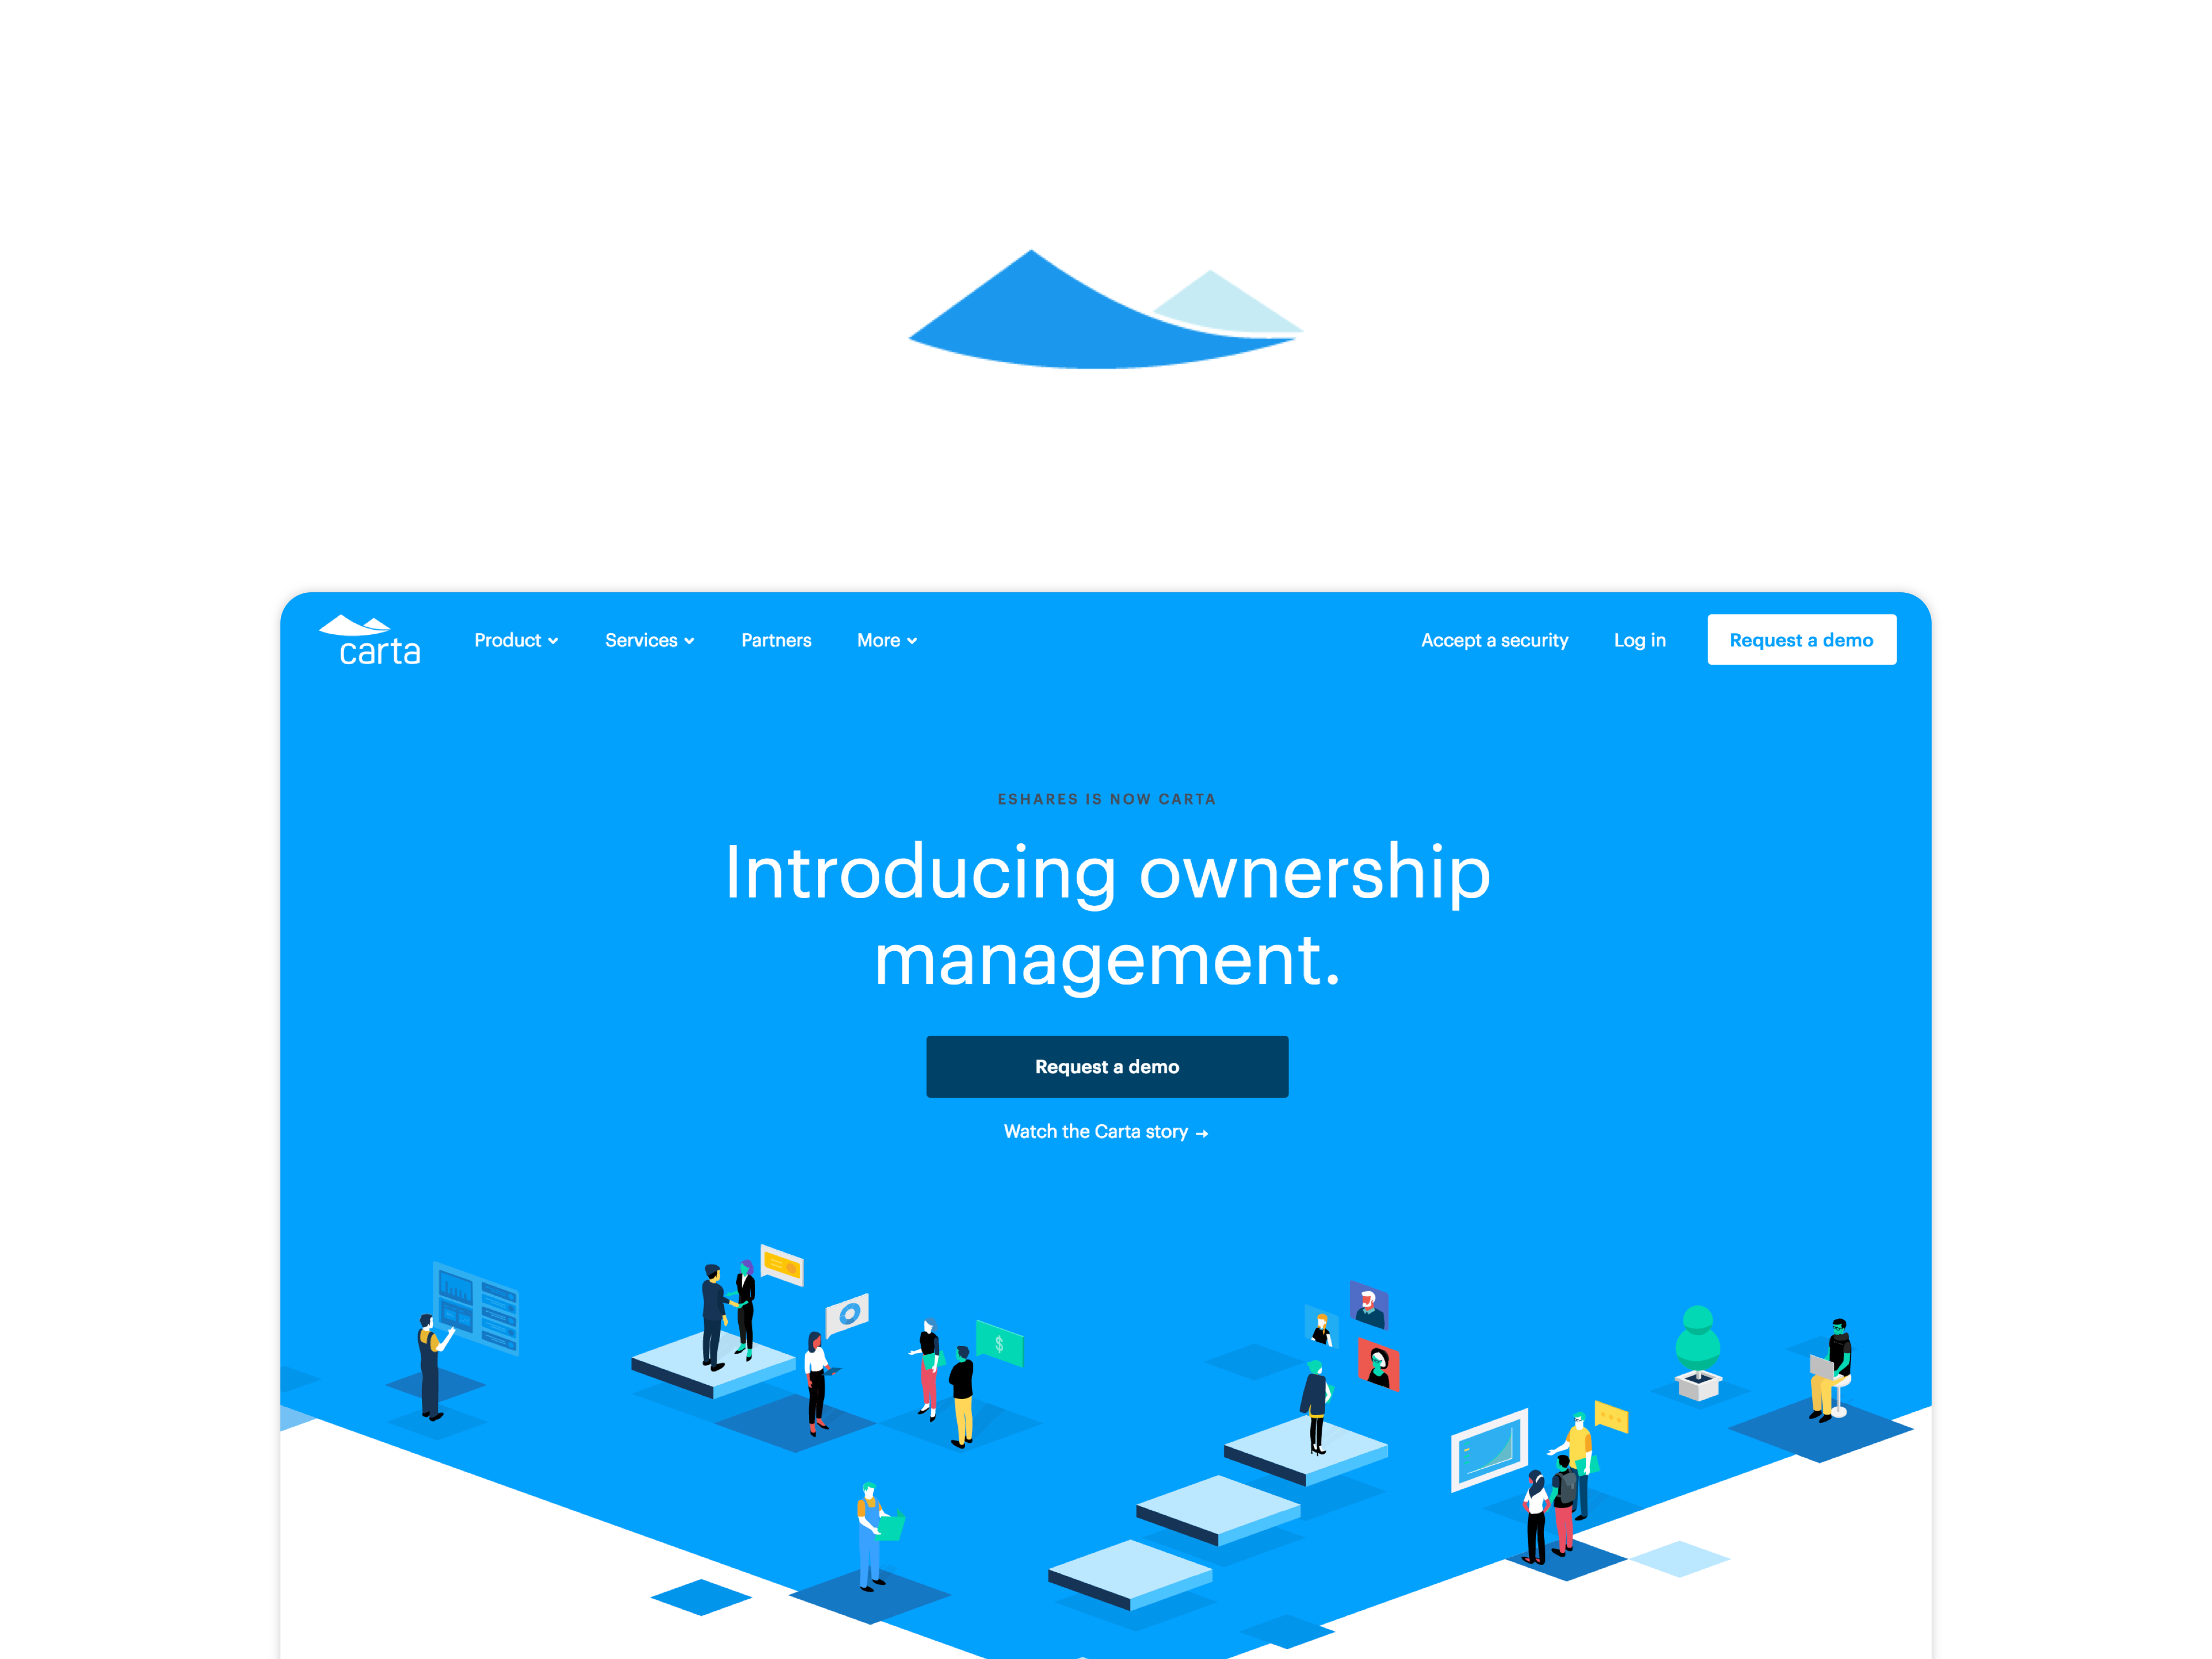 carta
Product
Services
Partners
More
Accept a security
Log in
Request a demo
ESHARES IS NOW CARTA
Introducing ownership
management.
Request a demo
Watch the Carta story →
$